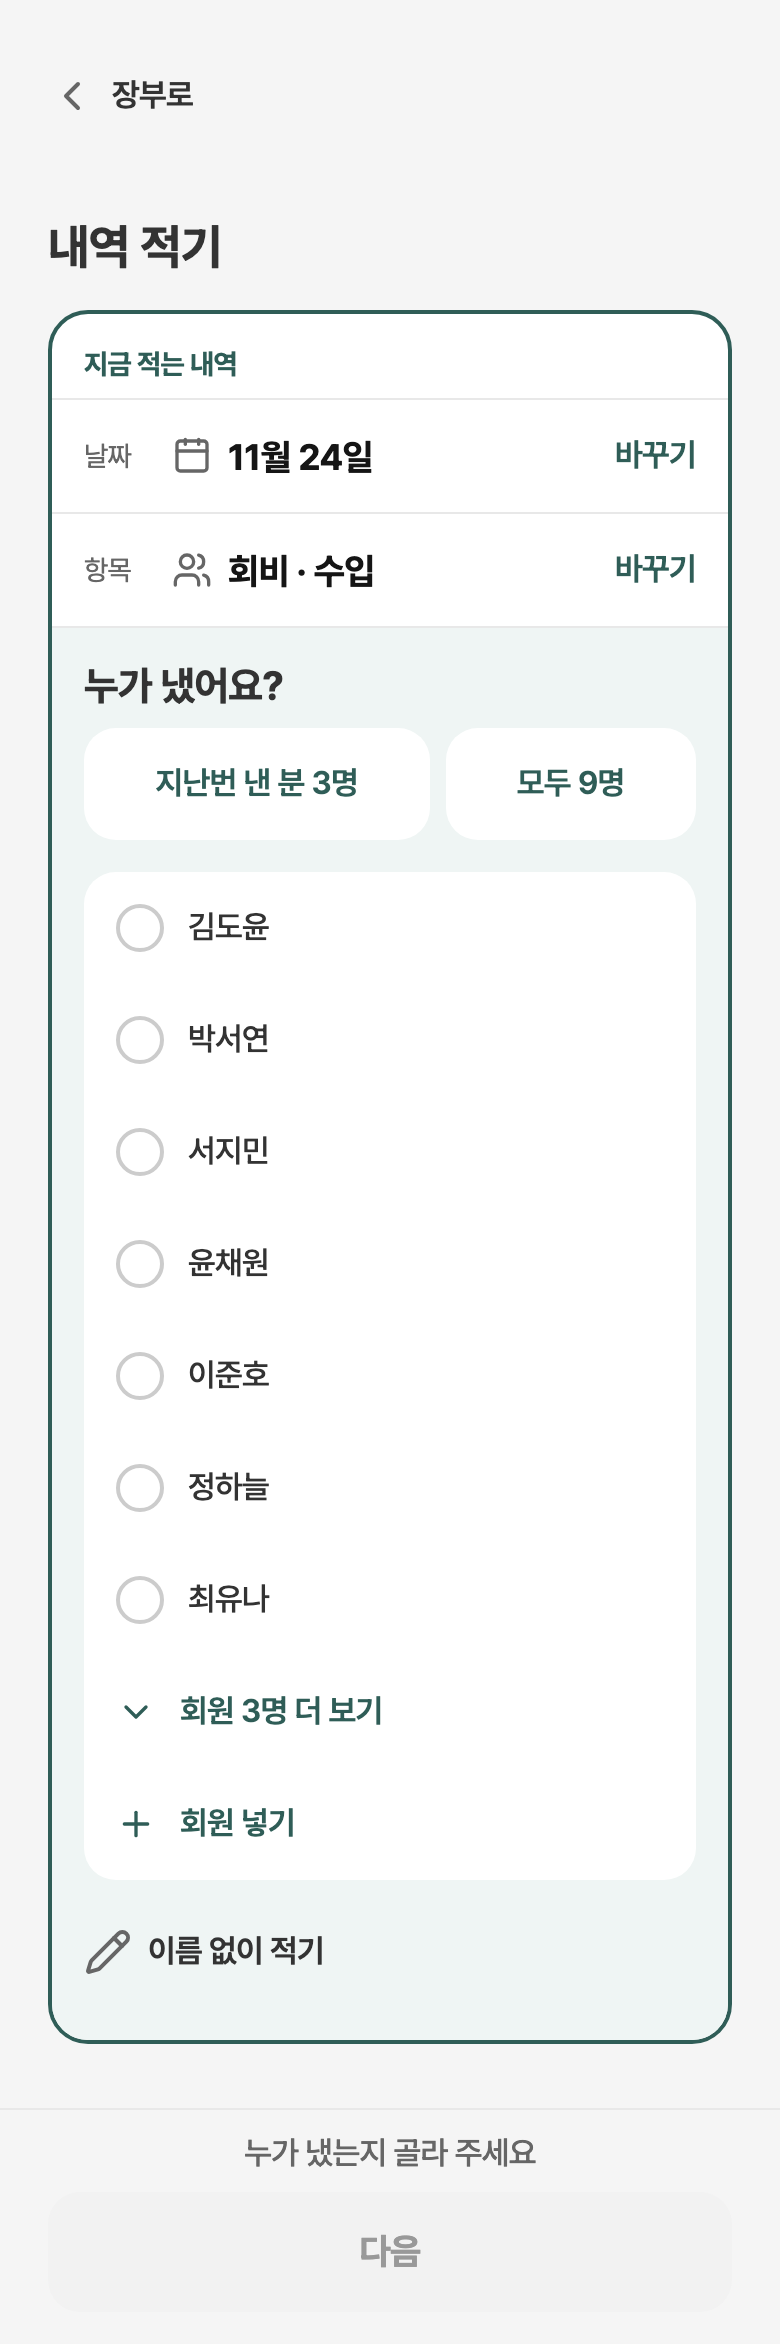 장부로
내역 적기
지금 적는 내역
날짜 11월 24일 바꾸기
항목 회비 · 수입 바꾸기
누가 냈어요?
지난번 낸 분 3명 모두 9명
김도윤
박서연
서지민
윤채원
이준호
정하늘
최유나
회원 3명 더 보기
회원 넣기
이름 없이 적기
누가 냈는지 골라 주세요
다음